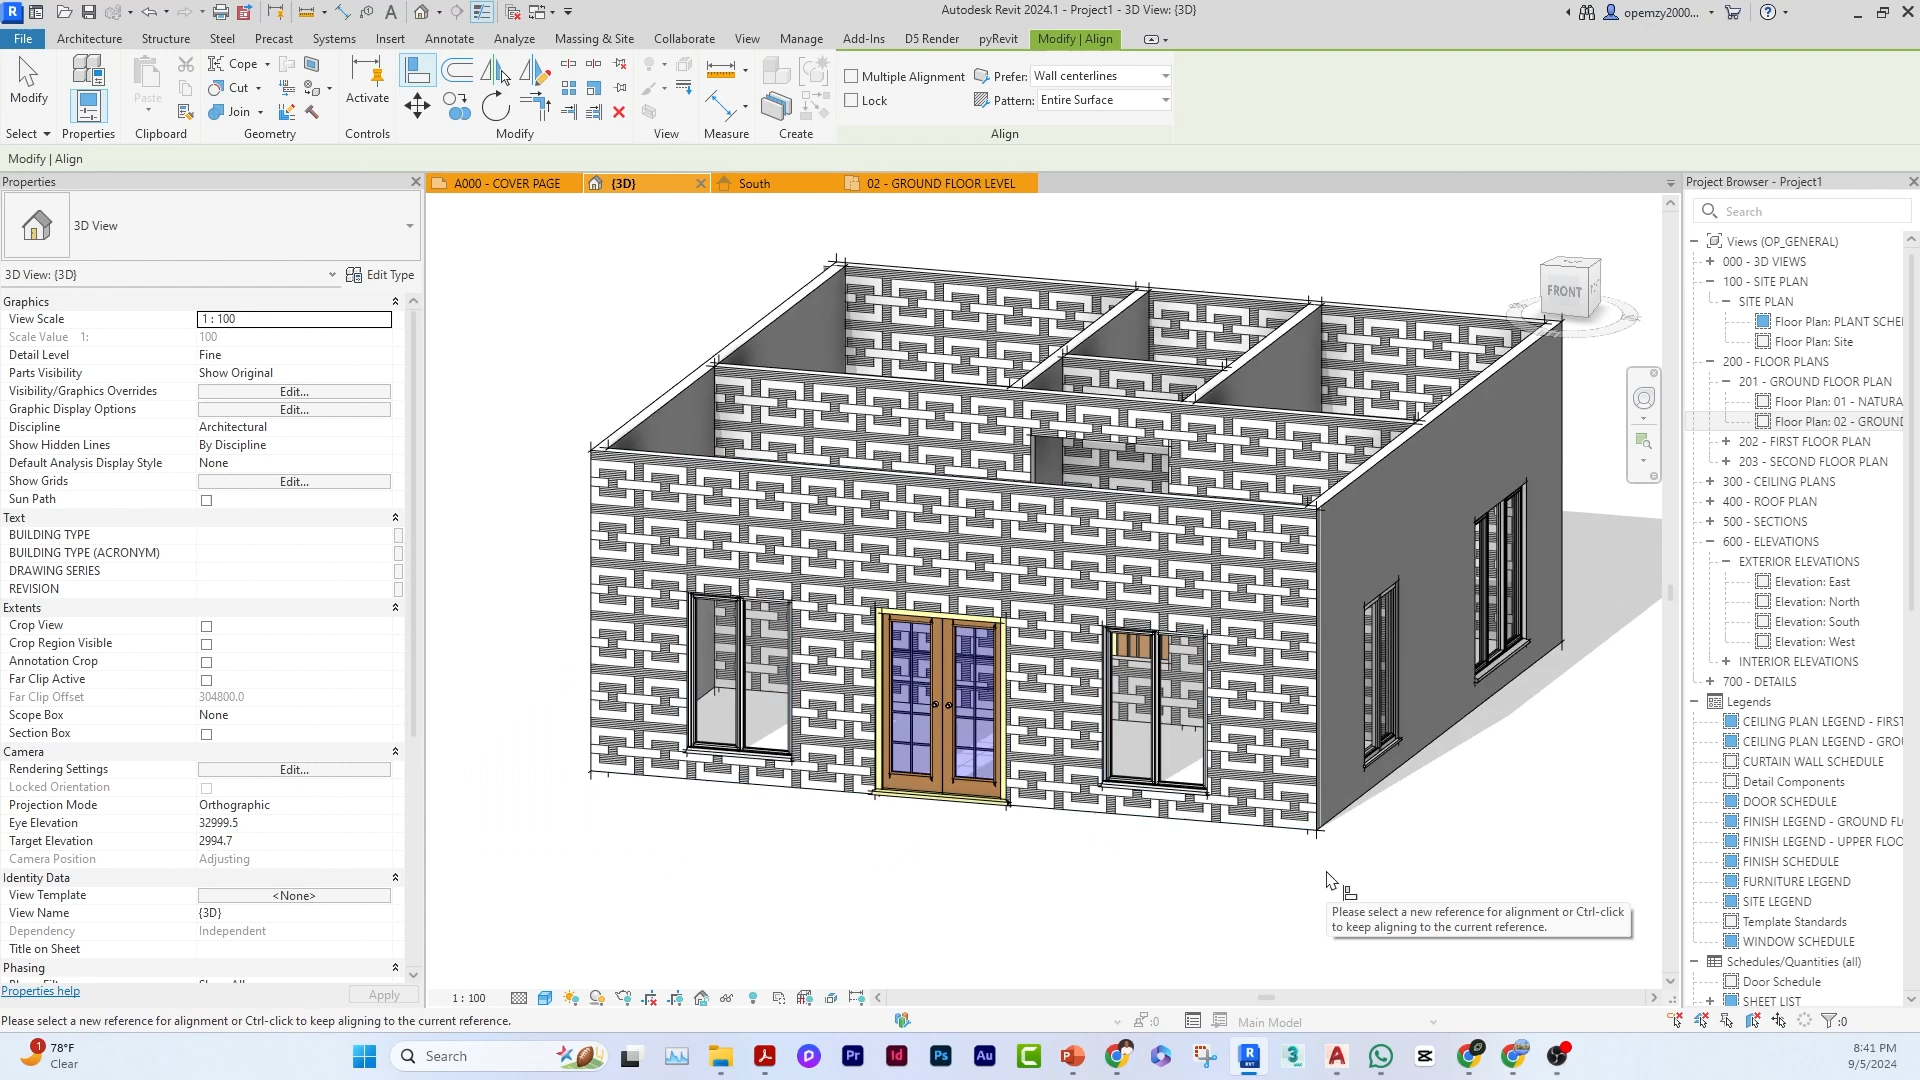 Autodesk Revit 2024.1 - Project1 - 3D View: {3D}
opemzy2000...
File
Architecture
Structure
Steel
Precast
Systems
Insert
Annotate
Analyze
Massing & Site
Collaborate
View
Manage
Add-Ins
D5 Render
pyRevit
Modify | Align
Modify
Paste
Cope
Cut
Join
Activate
Multiple Alignment
Prefer:
Wall centerlines
Lock
Pattern:
Entire Surface
Select
Properties
Clipboard
Geometry
Controls
Modify
View
Measure
Create
Align
Modify | Align
Properties
A000 - COVER PAGE
{3D}
South
02 - GROUND FLOOR LEVEL
Project Browser - Project1
3D View
3D View: {3D}
Edit Type
Graphics
View Scale
1 : 100
Scale Value 1:
100
Detail Level
Fine
Parts Visibility
Show Original
Visibility/Graphics Overrides
Edit...
Graphic Display Options
Edit...
Discipline
Architectural
Show Hidden Lines
By Discipline
Default Analysis Display Style
None
Show Grids
Edit...
Sun Path
Text
BUILDING TYPE
BUILDING TYPE (ACRONYM)
DRAWING SERIES
REVISION
Extents
Crop View
Crop Region Visible
Annotation Crop
Far Clip Active
Far Clip Offset
304800.0
Scope Box
None
Section Box
Camera
Rendering Settings
Edit...
Locked Orientation
Projection Mode
Orthographic
Eye Elevation
32999.5
Target Elevation
2994.7
Camera Position
Adjusting
Identity Data
View Template
<None>
View Name
{3D}
Dependency
Independent
Title on Sheet
Phasing
Properties help
Apply
FRONT
Please select a new reference for alignment or Ctrl-click
to keep aligning to the current reference.
Search
Views (OP_GENERAL)
000 - 3D VIEWS
100 - SITE PLAN
SITE PLAN
Floor Plan: PLANT SCHE
Floor Plan: Site
200 - FLOOR PLANS
201 - GROUND FLOOR PLAN
Floor Plan: 01 - NATURA
Floor Plan: 02 - GROUND
202 - FIRST FLOOR PLAN
203 - SECOND FLOOR PLAN
300 - CEILING PLANS
400 - ROOF PLAN
500 - SECTIONS
600 - ELEVATIONS
EXTERIOR ELEVATIONS
Elevation: East
Elevation: North
Elevation: South
Elevation: West
INTERIOR ELEVATIONS
700 - DETAILS
Legends
CEILING PLAN LEGEND - FIRST
CEILING PLAN LEGEND - GROU
CURTAIN WALL SCHEDULE
Detail Components
DOOR SCHEDULE
FINISH LEGEND - GROUND FL
FINISH LEGEND - UPPER FLOO
FINISH SCHEDULE
FURNITURE LEGEND
SITE LEGEND
Template Standards
WINDOW SCHEDULE
Schedules/Quantities (all)
Door Schedule
SHEET LIST
1 : 100
Please select a new reference for alignment or Ctrl-click to keep aligning to the current reference.
:0
Main Model
:0
1
78°F
Clear
Search
Pr
Id
Ps
Au
8:41 PM
9/5/2024